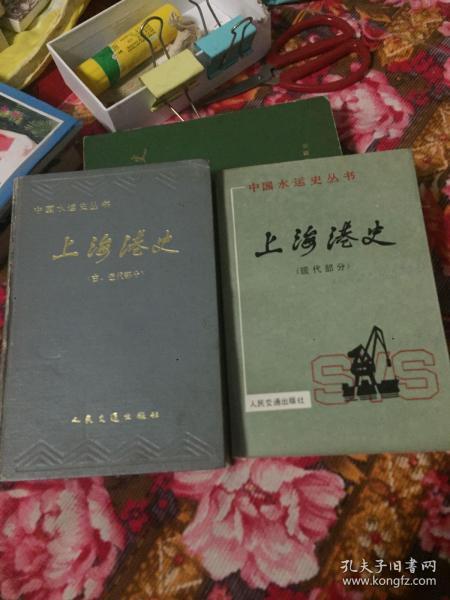 中国水运史丛书
上海港史
(古、近代部分)
人民交通出版社
中国水运史丛书
上海港史
(现代部分)
人民交通出版社
史
孔夫子旧书网
www.kongfz.com